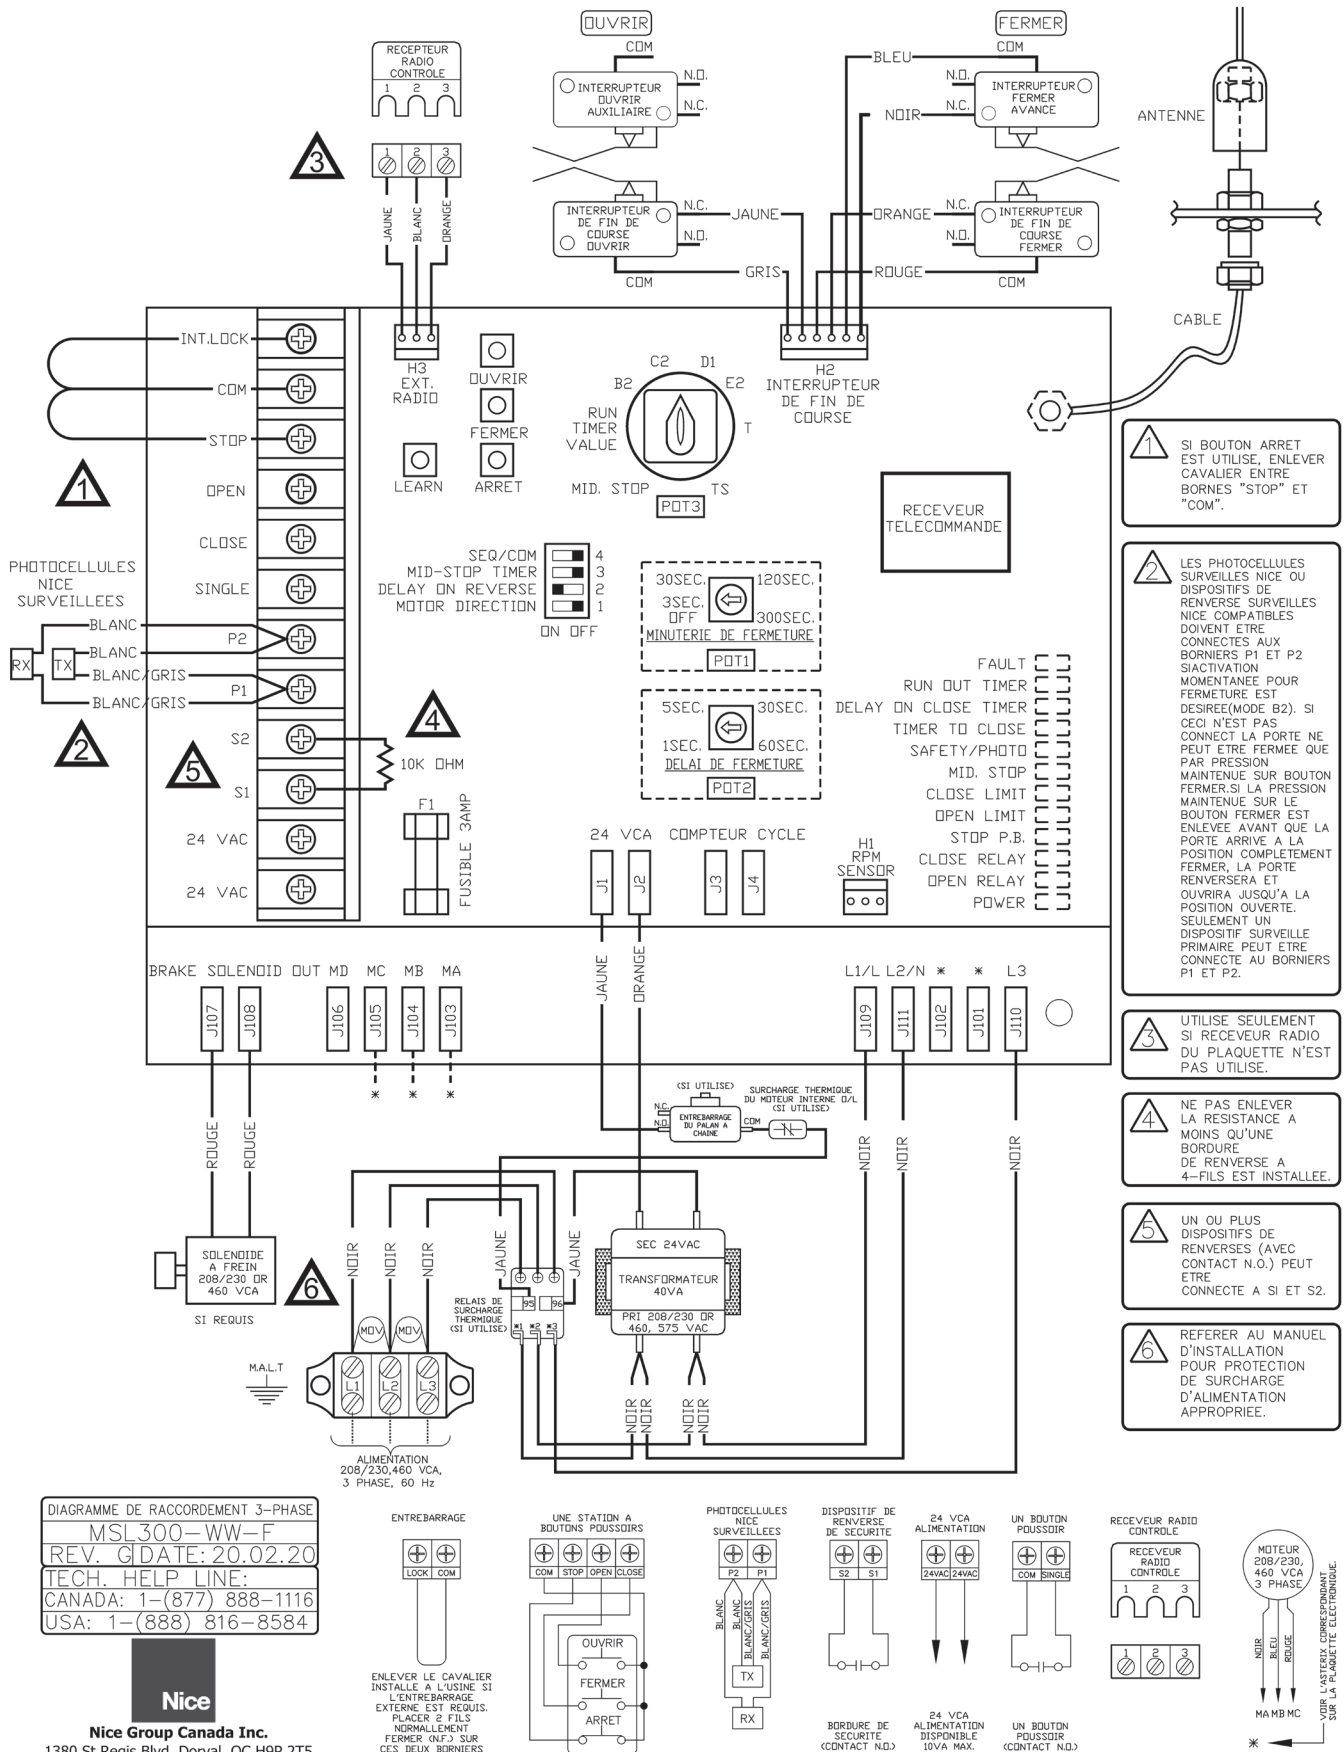 OUVRIR
FERMER
RECEPTEUR
RADIO
CONTROLE
1 2 3
COM
INTERRUPTEUR
OUVRIR
AUXILIAIRE
N.O.
N.C.
BLEU
NOIR
COM
N.O.
N.C.
INTERRUPTEUR
FERMER
AVANCE
ANTENNE
3
1 2 3
JAUNE
BLANC
ORANGE
INTERRUPTEUR
DE FIN DE
COURSE
OUVRIR
N.C.
N.O.
COM
JAUNE
GRIS
ORANGE
ROUGE
N.C.
N.O.
INTERRUPTEUR
DE FIN DE
COURSE
FERMER
COM
CABLE
INT.LOCK
COM
STOP
OPEN
CLOSE
SINGLE
P2
P1
S2
S1
24 VAC
24 VAC
1
PHOTOCELLULES
NICE
SURVEILLEES
BLANC
BLANC
BLANC/GRIS
BLANC/GRIS
RX
TX
2
5
4
10K OHM
F1
FUSIBLE 3AMP
H3
EXT.
RADIO
OUVRIR
FERMER
ARRET
LEARN
B2
C2
D1
E2
T
TS
RUN
TIMER
VALUE
MID. STOP
POT3
H2
INTERRUPTEUR
DE FIN DE
COURSE
RECEVEUR
TELECOMMANDE
SEQ/COM 4
MID-STOP TIMER 3
DELAY ON REVERSE 2
MOTOR DIRECTION 1
ON OFF
30SEC. 120SEC.
3SEC.
OFF 300SEC.
MINUTERIE DE FERMETURE
POT1
5SEC. 30SEC.
1SEC. 60SEC.
DELAI DE FERMETURE
POT2
FAULT
RUN OUT TIMER
DELAY ON CLOSE TIMER
TIMER TO CLOSE
SAFETY/PHOTO
MID. STOP
CLOSE LIMIT
OPEN LIMIT
STOP P.B.
CLOSE RELAY
OPEN RELAY
POWER
24 VCA COMPTEUR CYCLE
J1
J2
J3
J4
H1
RPM
SENSOR
BRAKE SOLENOID OUT MD MC MB MA
J107
J108
J106
J105
J104
J103
* * *
JAUNE
ORANGE
L1/L L2/N * * L3
J109
J111
J102
J101
J110
ROUGE
ROUGE
NOIR
NOIR
NOIR
(SI UTILISE)
N.C.
N.O.
ENTREBARRAGE
DU PALAN A
CHAINE
COM
SURCHARGE THERMIQUE
DU MOTEUR INTERNE O/L
(SI UTILISE)
SOLENOIDE
A FREIN
208/230 OR
460 VCA
SI REQUIS
6
NOIR
NOIR
NOIR
JAUNE
JAUNE
RELAIS DE
SURCHARGE
THERMIQUE
(SI UTILISE)
95
96
*1 *2 *3
SEC 24VAC
TRANSFORMATEUR
40VA
PRI 208/230 OR
460, 575 VAC
NOIR
NOIR
NOIR
NOIR
MOV
MOV
M.A.L.T
L1
L2
L3
ALIMENTATION
208/230,460 VCA,
3 PHASE, 60 Hz
1
SI BOUTON ARRET
EST UTILISE, ENLEVER
CAVALIER ENTRE
BORNES "STOP" ET
"COM".
2
LES PHOTOCELLULES
SURVEILLES NICE OU
DISPOSITIFS DE
RENVERSE SURVEILLES
NICE COMPATIBLES
DOIVENT ETRE
CONNECTES AUX
BORNIERS P1 ET P2
SIACTIVATION
MOMENTANEE POUR
FERMETURE EST
DESIREE(MODE B2). SI
CECI N'EST PAS
CONNECT LA PORTE NE
PEUT ETRE FERMEE QUE
PAR PRESSION
MAINTENUE SUR BOUTON
FERMER.SI LA PRESSION
MAINTENUE SUR LE
BOUTON FERMER EST
ENLEVEE AVANT QUE LA
PORTE ARRIVE A LA
POSITION COMPLETEMENT
FERMER, LA PORTE
RENVERSERA ET
OUVRIRA JUSQU'A LA
POSITION OUVERTE.
SEULEMENT UN
DISPOSITIF SURVEILLE
PRIMAIRE PEUT ETRE
CONNECTE AU BORNIERS
P1 ET P2.
3
UTILISE SEULEMENT
SI RECEVEUR RADIO
DU PLAQUETTE N'EST
PAS UTILISE.
4
NE PAS ENLEVER
LA RESISTANCE A
MOINS QU'UNE
BORDURE
DE RENVERSE A
4-FILS EST INSTALLEE.
5
UN OU PLUS
DISPOSITIFS DE
RENVERSES (AVEC
CONTACT N.O.) PEUT
ETRE
CONNECTE A SI ET S2.
6
REFERER AU MANUEL
D'INSTALLATION
POUR PROTECTION
DE SURCHARGE
D'ALIMENTATION
APPROPRIEE.
DIAGRAMME DE RACCORDEMENT 3-PHASE
MSL300-WW-F
REV. G DATE: 20.02.20
TECH. HELP LINE:
CANADA: 1-(877) 888-1116
USA: 1-(888) 816-8584
Nice
Nice Group Canada Inc.
1380 St Regis Blvd, Dorval, QC H9P 2T5
ENTREBARRAGE
LOCK COM
ENLEVER LE CAVALIER
INSTALLE A L'USINE SI
L'ENTREBARRAGE
EXTERNE EST REQUIS.
PLACER 2 FILS
NORMALLEMENT
FERMER (N.F.) SUR
CES DEUX BORNIERS
UNE STATION A
BOUTONS POUSSOIRS
COM STOP OPEN CLOSE
OUVRIR
FERMER
ARRET
PHOTOCELLULES
NICE
SURVEILLEES
P2 P1
BLANC
BLANC
BLANC/GRIS
BLANC/GRIS
TX
RX
DISPOSITIF DE
RENVERSE
DE SECURITE
S2 S1
BORDURE DE
SECURITE
(CONTACT N.O.)
24 VCA
ALIMENTATION
24VAC 24VAC
24 VCA
ALIMENTATION
DISPONIBLE
10VA MAX.
UN BOUTON
POUSSOIR
COM SINGLE
UN BOUTON
POUSSOIR
(CONTACT N.O.)
RECEVEUR RADIO
CONTROLE
RECEVEUR
RADIO
CONTROLE
1 2 3
1 2 3
MOTEUR
208/230,
460 VCA
3 PHASE
NOIR
BLEU
ROUGE
MA MB MC
*
VOIR L'ASTERIX CORRESPONDANT
SUR LA PLAQUETTE ELECTRONIQUE.